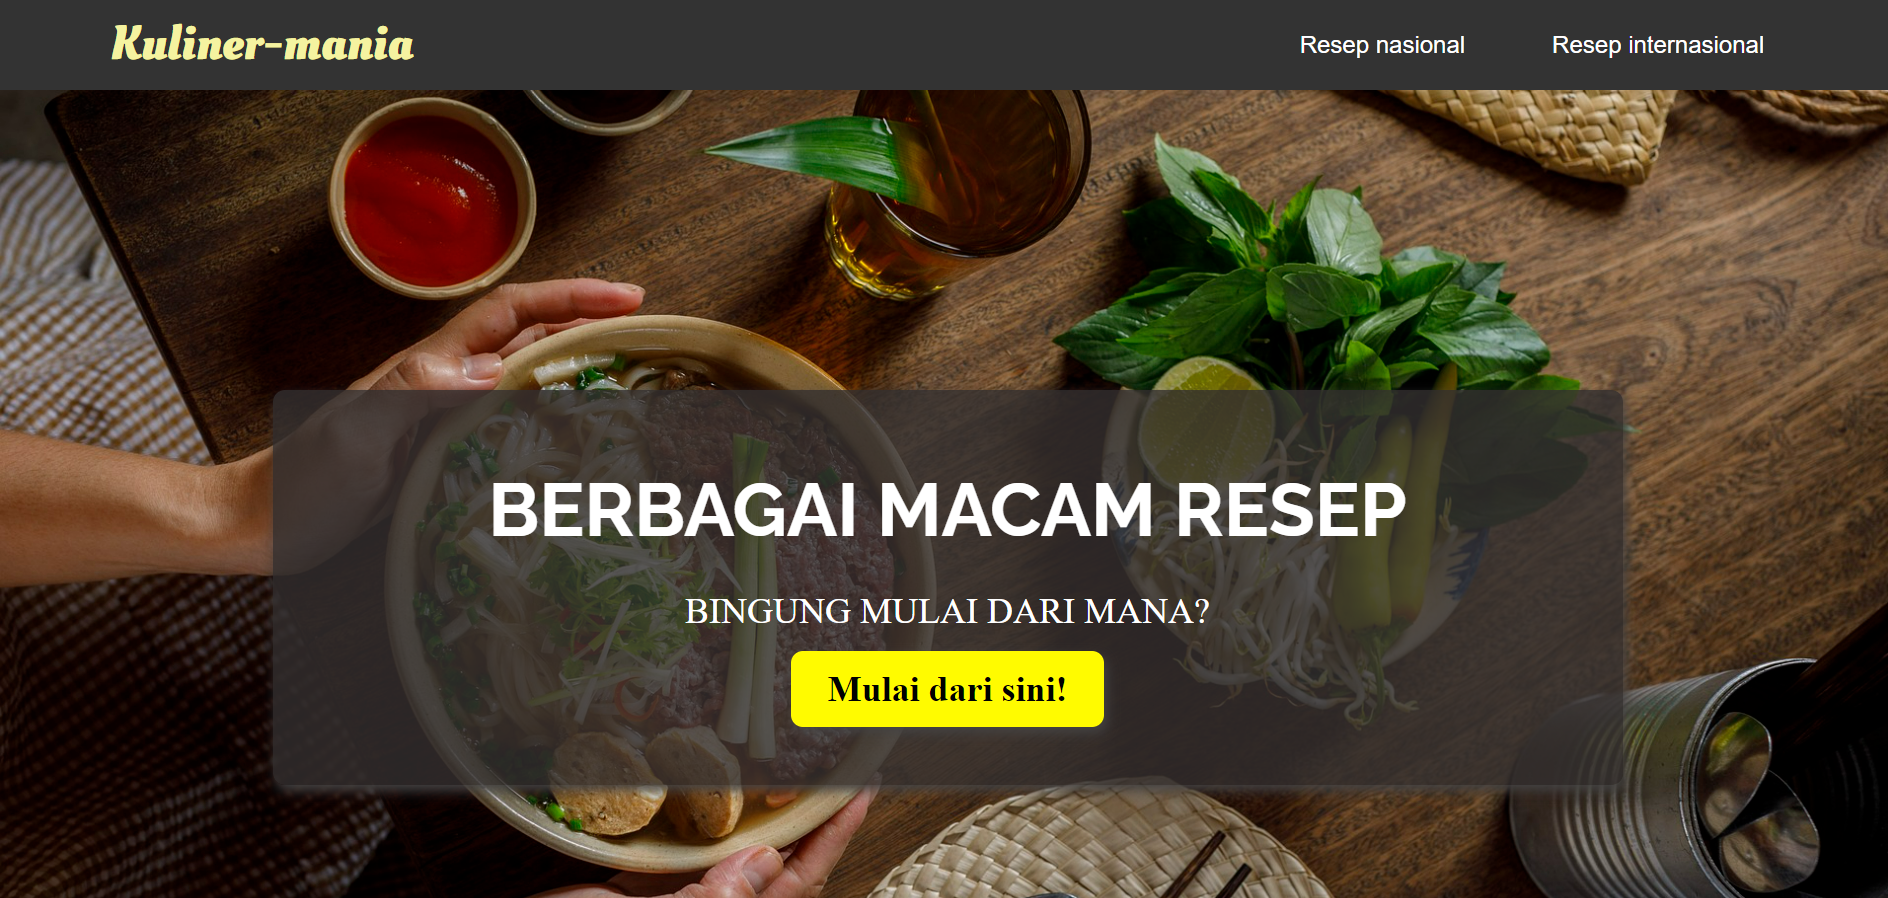 Kuliner-mania
Resep nasional
Resep internasional
BERBAGAI MACAM RESEP
BINGUNG MULAI DARI MANA?
Mulai dari sini!